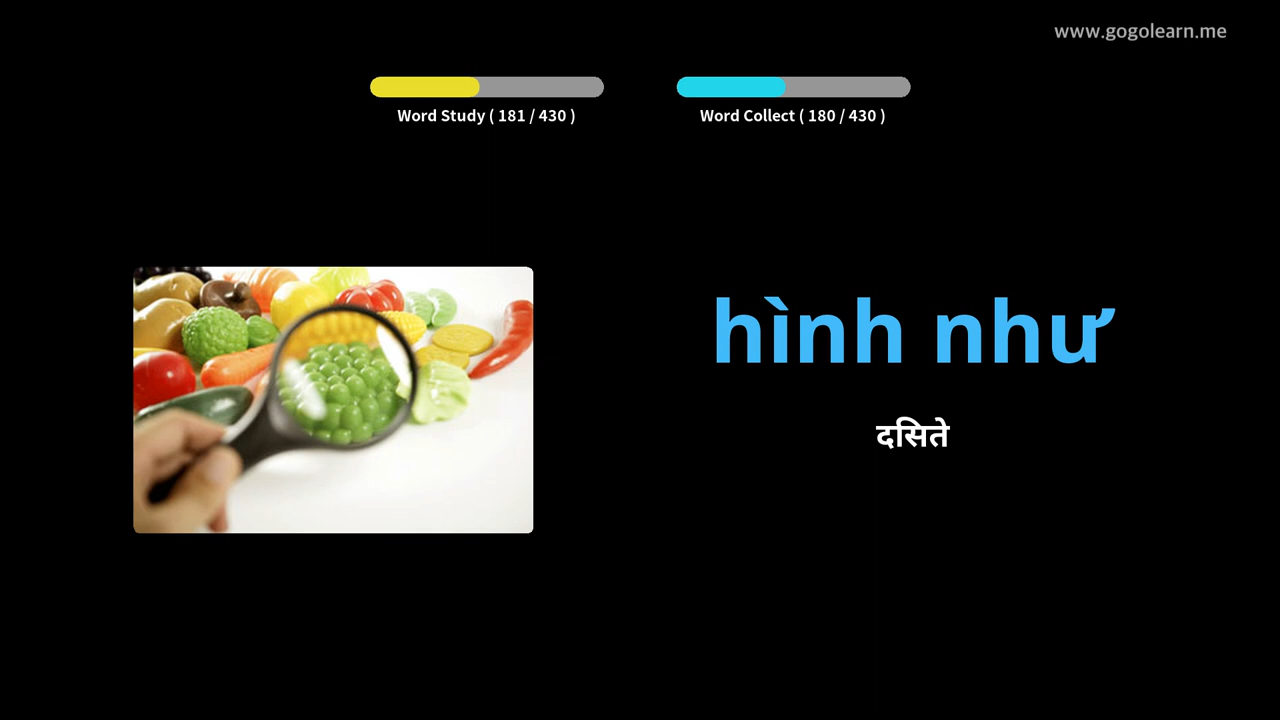 www.gogolearn.me
Word Study ( 181 / 430 )
Word Collect ( 180 / 430 )
hình như
दसिते